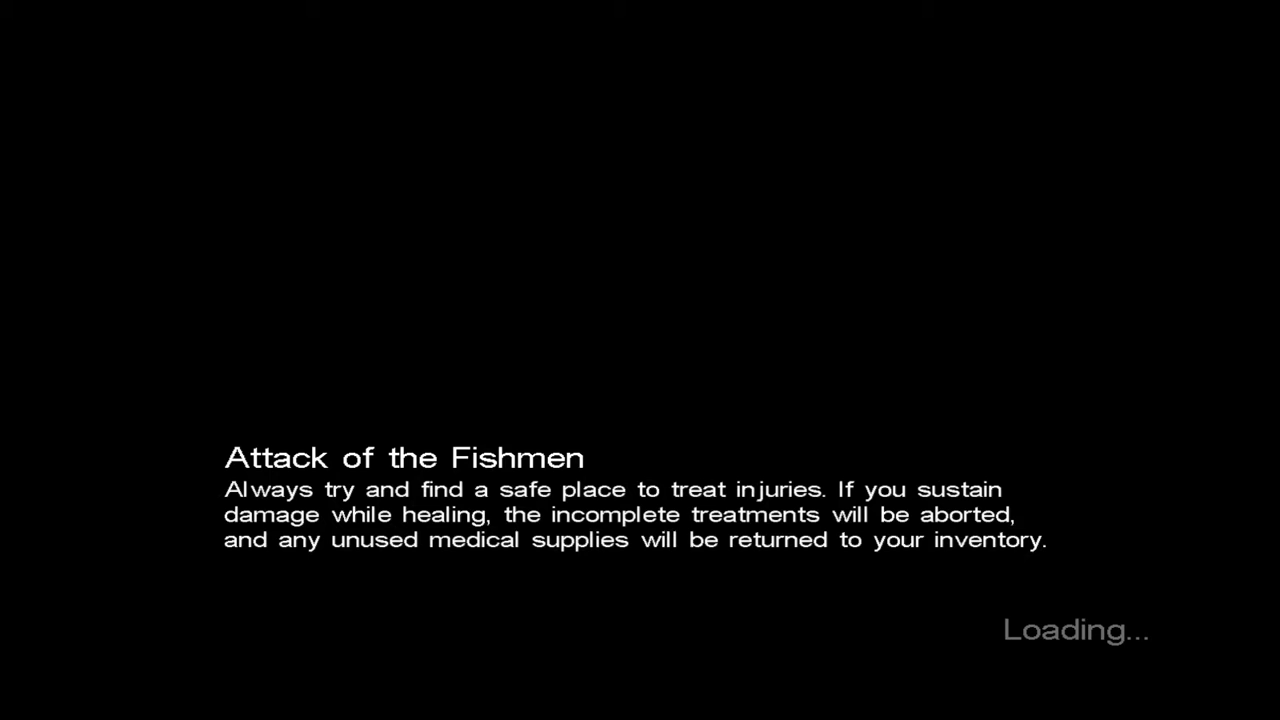 Attack of the Fishmen
Always try and find a safe place to treat injuries. If you sustain
damage while healing, the incomplete treatments will be aborted,
and any unused medical supplies will be returned to your inventory.
Loading...